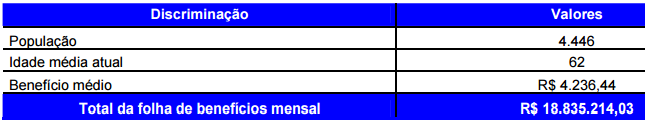 Discriminação Valores
População 4.446
Idade média atual 62
Benefício médio R$ 4.236,44
Total da folha de benefícios mensal R$ 18.835.214,03